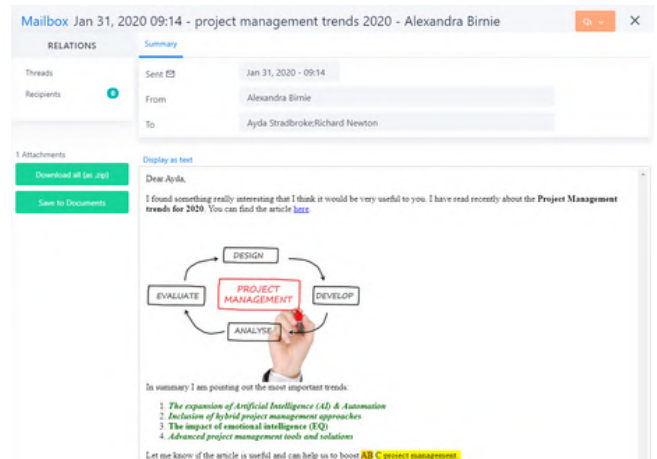 Mailbox Jan 31, 2020 09:14 - project management trends 2020 - Alexandra Birnie
RELATIONS
Summary
Threads
Recipients
Sent
Jan 31, 2020 - 09:14
From
Alexandra Birnie
To
Ayda Stradbroke;Richard Newton
1 Attachments
Download all (as .zip)
Save to Documents
Display as text
Dear Ayda,
I found something really interesting that I think it would be very useful to you. I have read recently about the Project Management
trends for 2020. You can find the article here.
DESIGN
EVALUATE
PROJECT
MANAGEMENT
DEVELOP
ANALYSE
In summary I am pointing out the most important trends:
1. The expansion of Artificial Intelligence (AI) & Automation
2. Inclusion of hybrid project management approaches
3. The impact of emotional intelligence (EQ)
4. Advanced project management tools and solutions
Let me know if the article is useful and can help us to boost AB C project management.